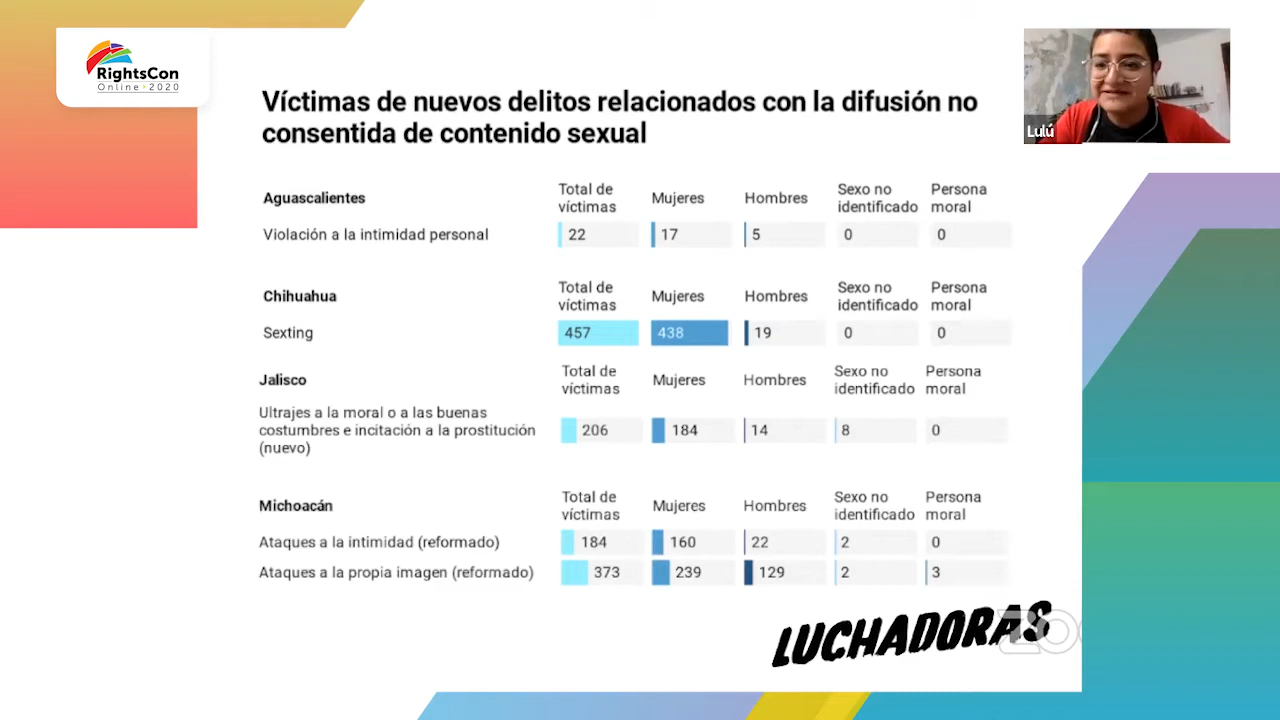 RightsCon
Online 2020
Lulú
Víctimas de nuevos delitos relacionados con la difusión no
consentida de contenido sexual
Aguascalientes Total de víctimas Mujeres Hombres Sexo no identificado Persona moral
Violación a la intimidad personal 22 17 5 0 0
Chihuahua Total de víctimas Mujeres Hombres Sexo no identificado Persona moral
Sexting 457 438 19 0 0
Jalisco Total de víctimas Mujeres Hombres Sexo no identificado Persona moral
Ultrajes a la moral o a las buenas
costumbres e incitación a la prostitución 206 184 14 8 0
(nuevo)
Michoacán Total de víctimas Mujeres Hombres Sexo no identificado Persona moral
Ataques a la intimidad (reformado) 184 160 22 2 0
Ataques a la propia imagen (reformado) 373 239 129 2 3
LUCHADORAS